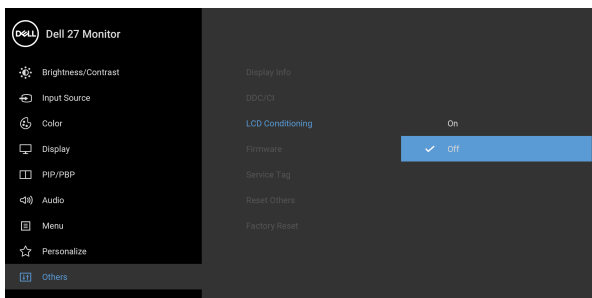 DELL
Dell 27 Monitor
Brightness/Contrast
Input Source
Color
Display
PIP/PBP
Audio
Menu
Personalize
Others
Display Info
DDC/CI
LCD Conditioning
Firmware
Service Tag
Reset Others
Factory Reset
On
Off